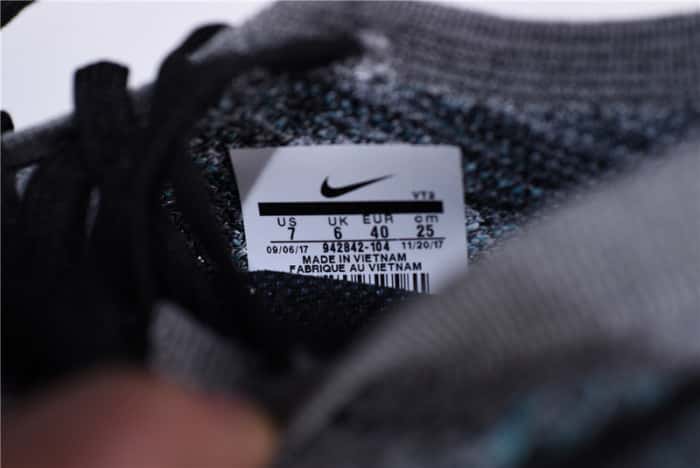 YT3
US UK EUR cm
7 6 40 25
09/06/17 942842-104 11/20/17
MADE IN VIETNAM
FABRIQUE AU VIETNAM